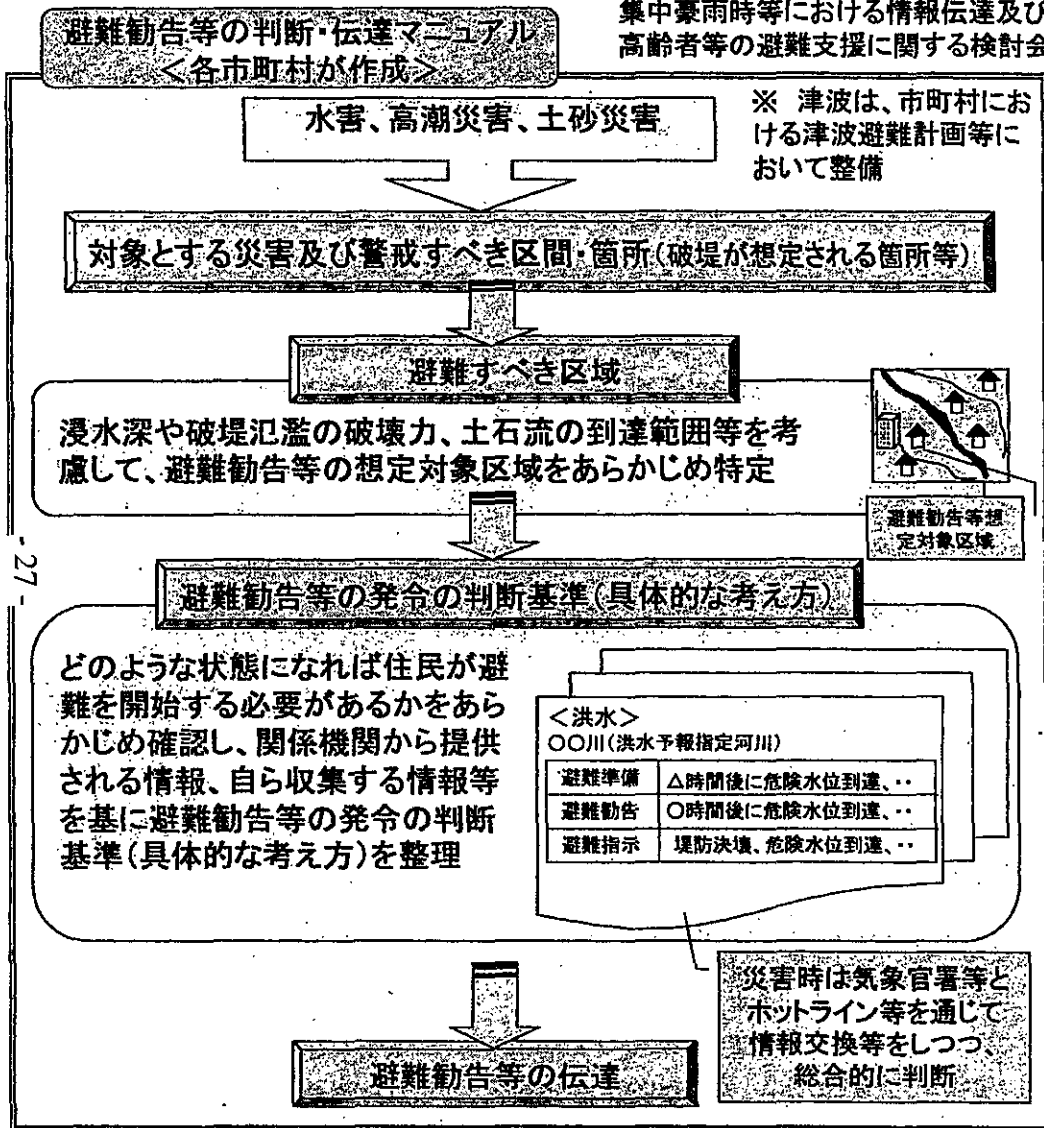 集中豪雨時等における情報伝達及び
高齢者等の避難支援に関する検討会
避難勧告等の判断・伝達マニュアル
<各市町村が作成>
水害、高潮災害、土砂災害
※ 津波は、市町村にお
ける津波避難計画等に
おいて整備
対象とする災害及び警戒すべき区間・箇所(破堤が想定される箇所等)
避難すべき区域
浸水深や破堤氾濫の破壊力、土石流の到達範囲等を考
慮して、避難勧告等の想定対象区域をあらかじめ特定
避難勧告等想
定対象区域
避難勧告等の発令の判断基準(具体的な考え方)
どのような状態になれば住民が避
難を開始する必要があるかをあら
かじめ確認し、関係機関から提供
される情報、自ら収集する情報等
を基に避難勧告等の発令の判断
基準(具体的な考え方)を整理
<洪水>
〇〇川(洪水予報指定河川)
避難準備 △時間後に危険水位到達、・・
避難勧告 〇時間後に危険水位到達、・・
避難指示 堤防決壊、危険水位到達、・・
災害時は気象官署等と
ホットライン等を通じて
情報交換等をしつつ、
総合的に判断
避難勧告等の伝達
- 27 -